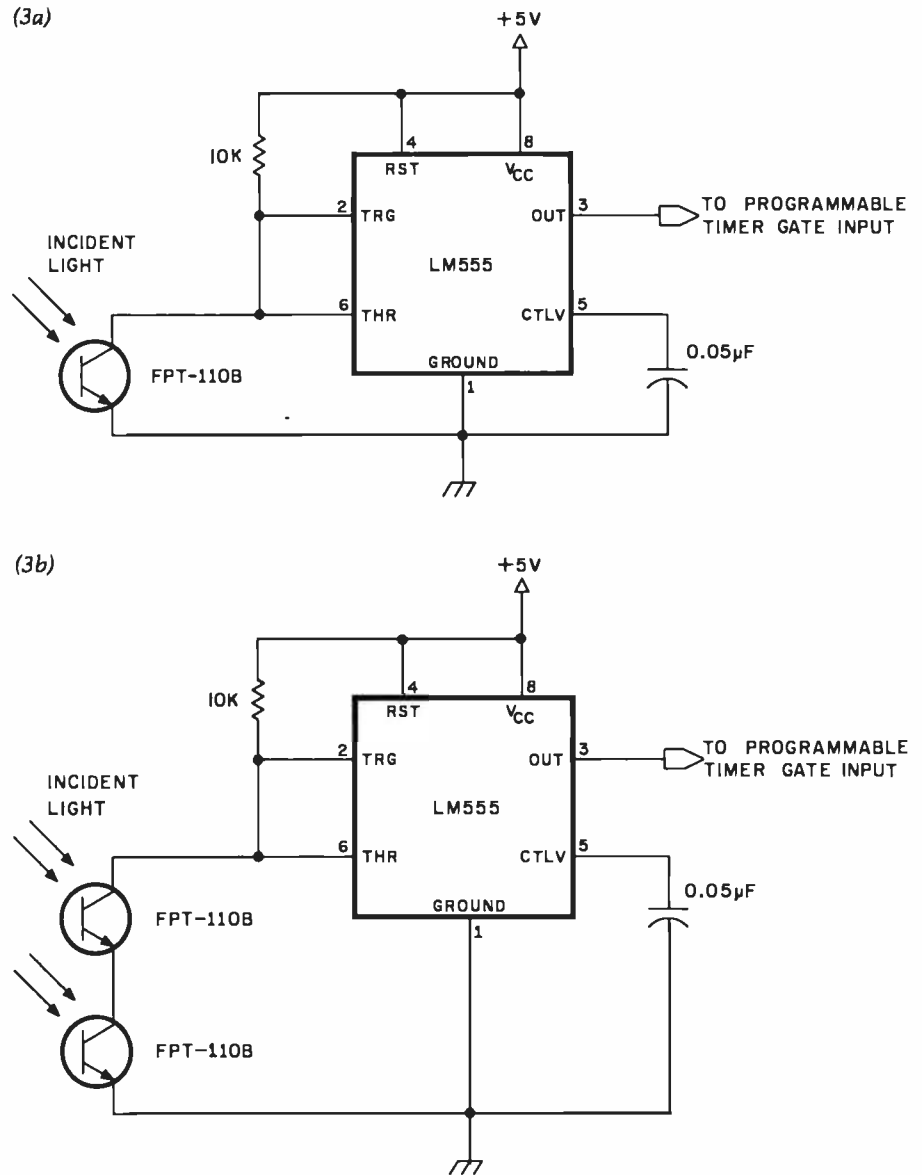 (3a)
+5V
10K
4
8
RST
VCC
2
TRG
3
OUT
TO PROGRAMMABLE
TIMER GATE INPUT
INCIDENT
LIGHT
LM555
6
THR
5
CTLV
0.05µF
GROUND
1
FPT-110B
(3b)
+5V
10K
4
8
RST
VCC
2
TRG
3
OUT
TO PROGRAMMABLE
TIMER GATE INPUT
INCIDENT
LIGHT
LM555
6
THR
5
CTLV
0.05µF
GROUND
1
FPT-110B
FPT-110B